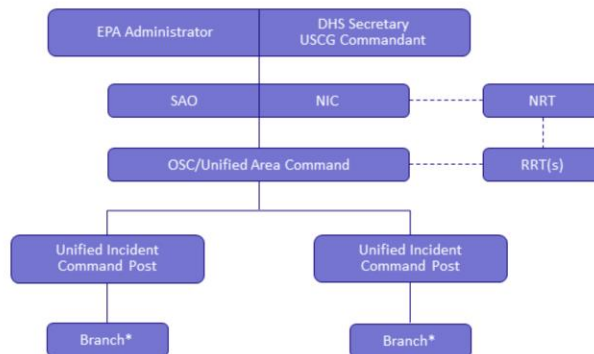 EPA Administrator
DHS Secretary
USCG Commandant
SAO
NIC
NRT
OSC/Unified Area Command
RRT(s)
Unified Incident
Command Post
Unified Incident
Command Post
Branch*
Branch*